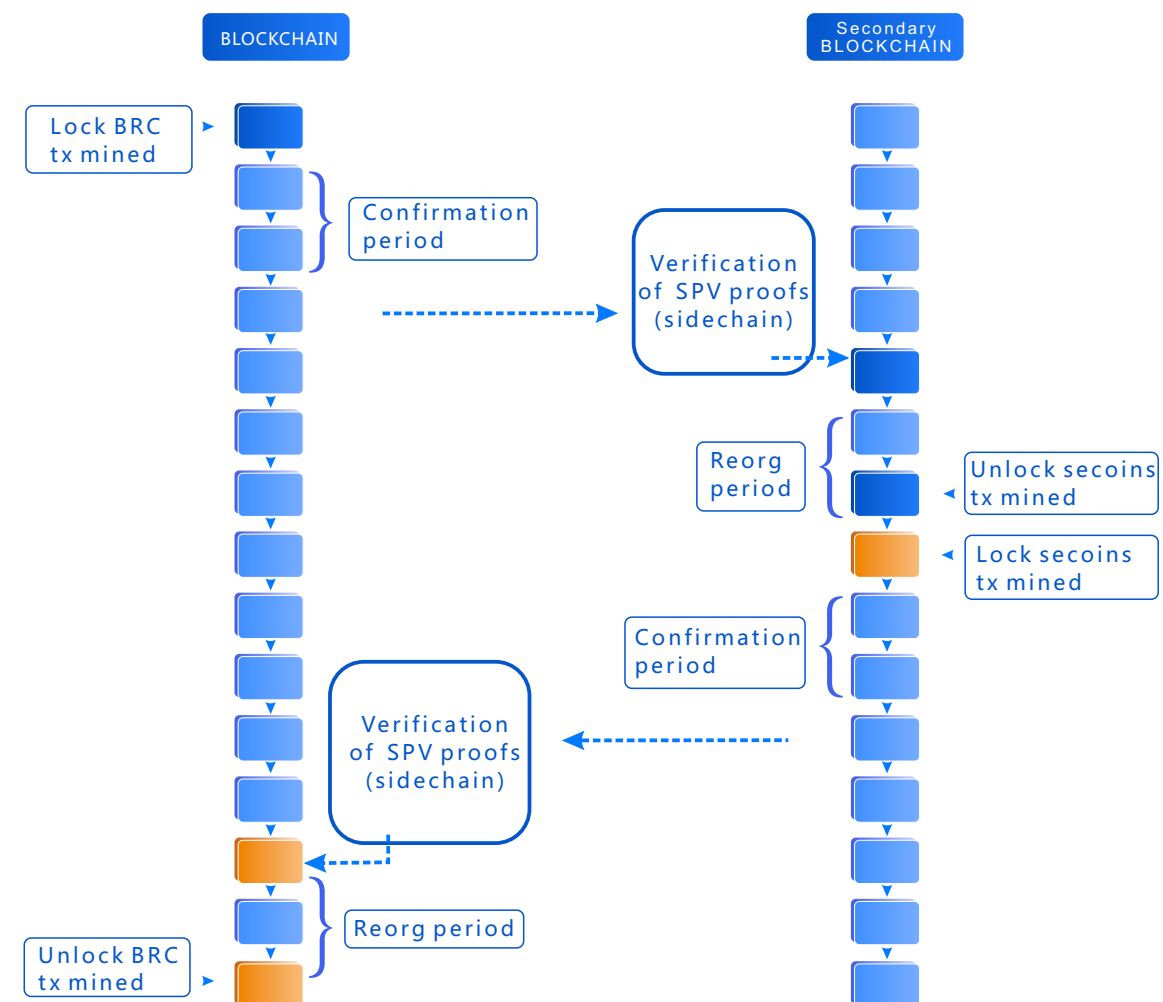 BLOCKCHAIN
Secondary
BLOCKCHAIN
Lock BRC
tx mined
Confirmation
period
Verification
of SPV proofs
(sidechain)
Reorg
period
Unlock secoins
tx mined
Lock secoins
tx mined
Confirmation
period
Verification
of SPV proofs
(sidechain)
Reorg period
Unlock BRC
tx mined